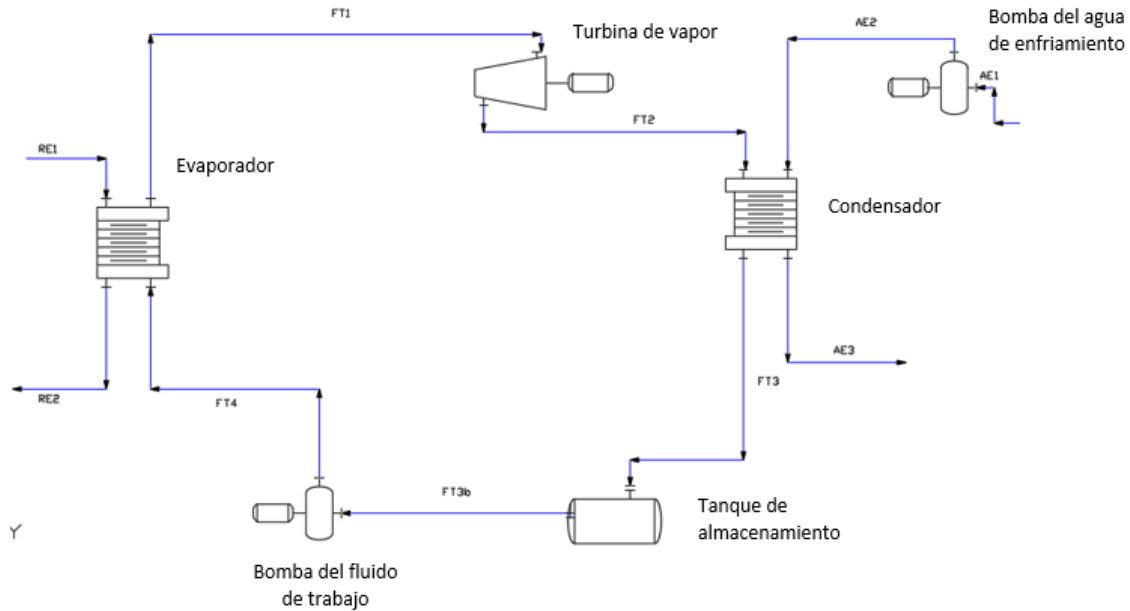 FT1
Turbina de vapor
AE2
Bomba del agua
de enfriamiento
AE1
FT2
RE1
Evaporador
Condensador
AE3
FT3
RE2
FT4
FT3b
Tanque de
almacenamiento
Bomba del fluido
de trabajo
Y